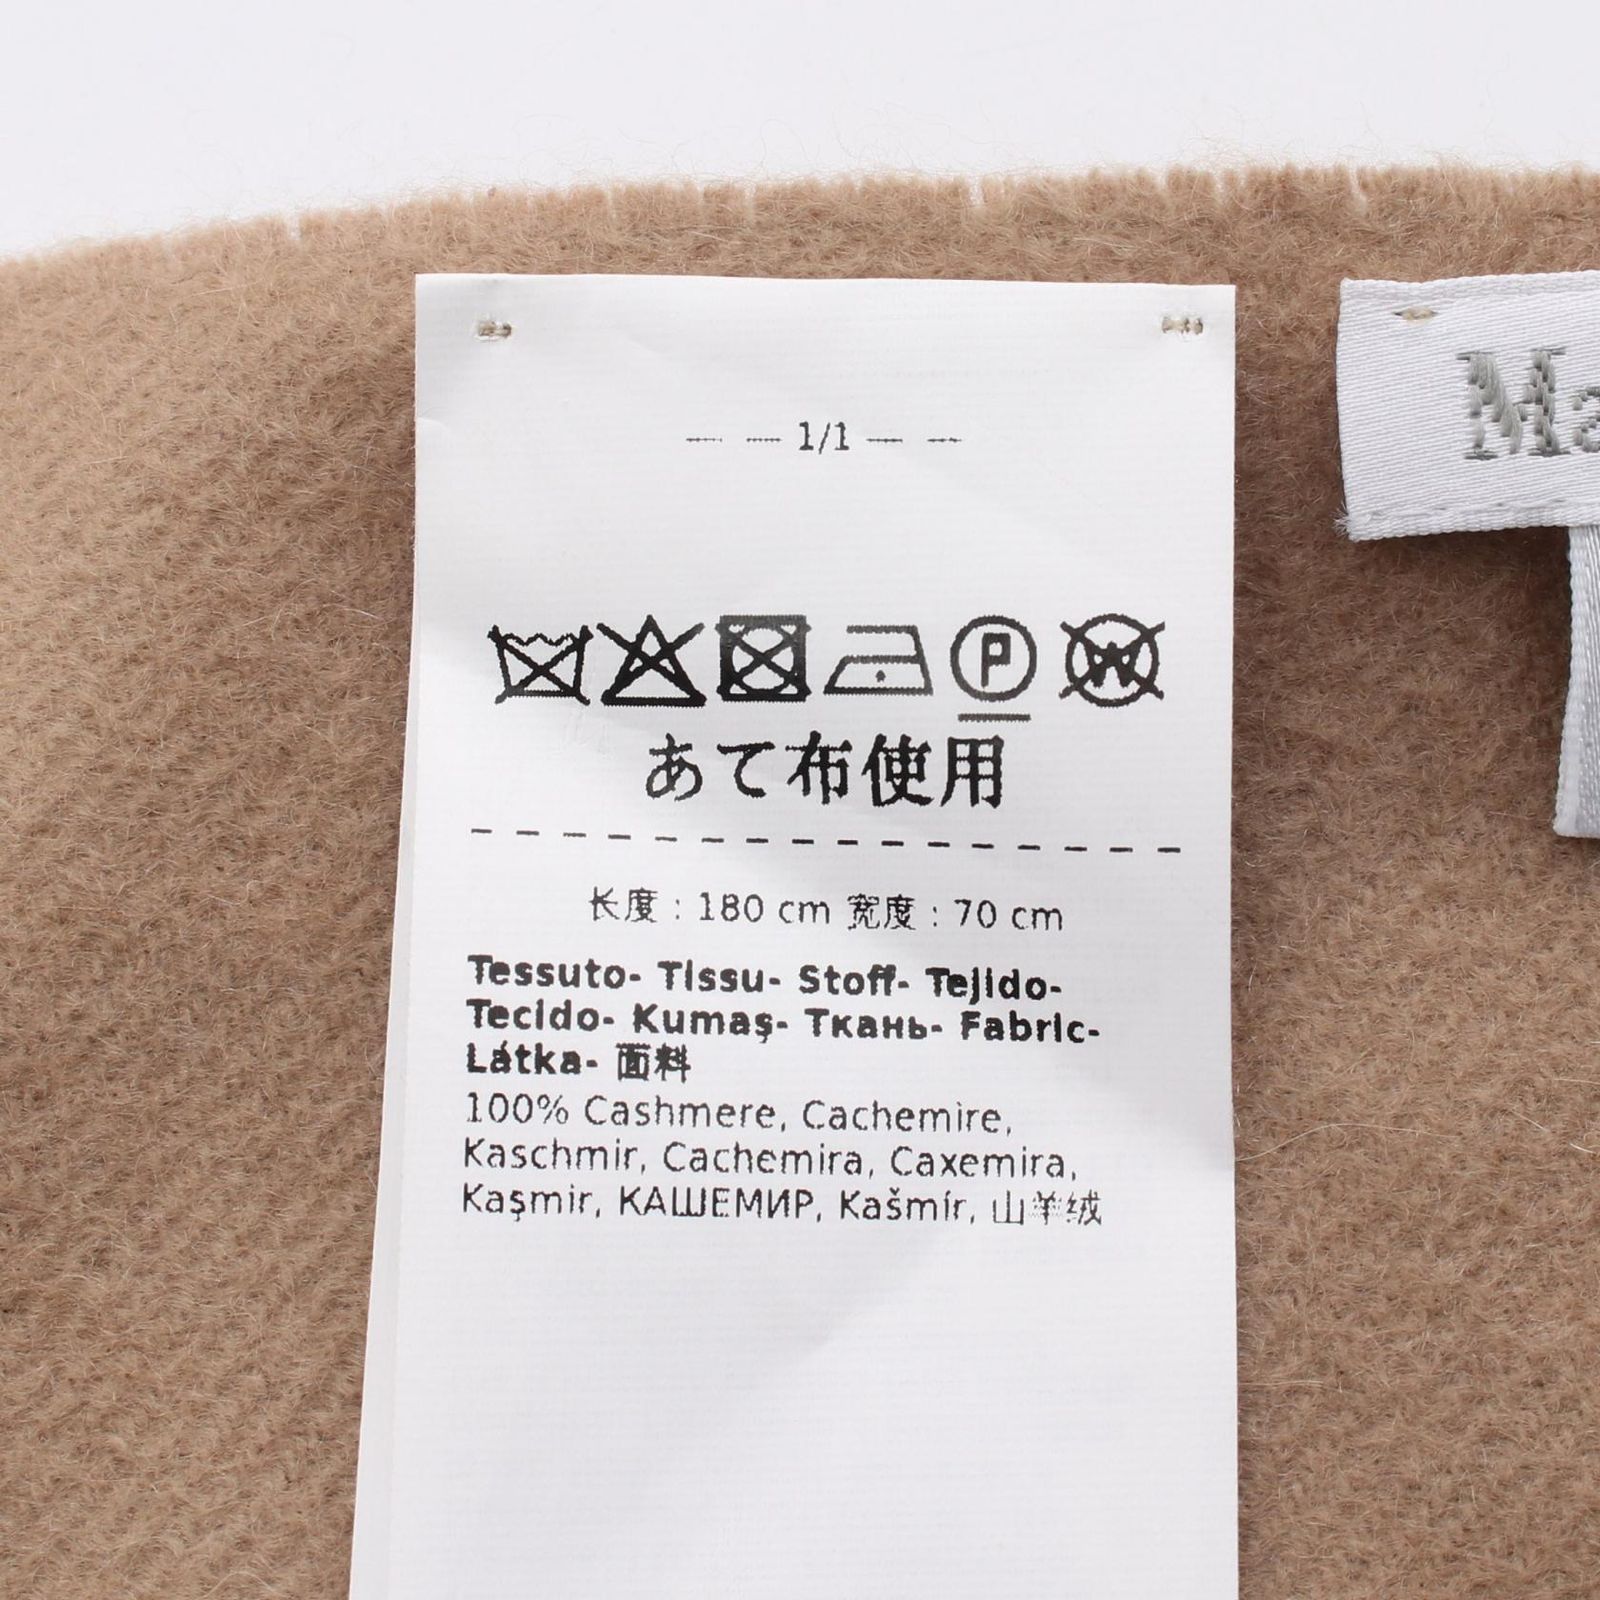 — — 1/1 — —
P W
あて布使用
长度 : 180 cm 宽度 : 70 cm
Tessuto- Tissu- Stoff- Tejido-
Tecido- Kumaş- Ткань- Fabric-
Látka- 面料
100% Cashmere, Cachemire,
Kaschmir, Cachemira, Caxemira,
Kaşmir, КАШЕМИР, Kašmír, 山羊绒
Ma